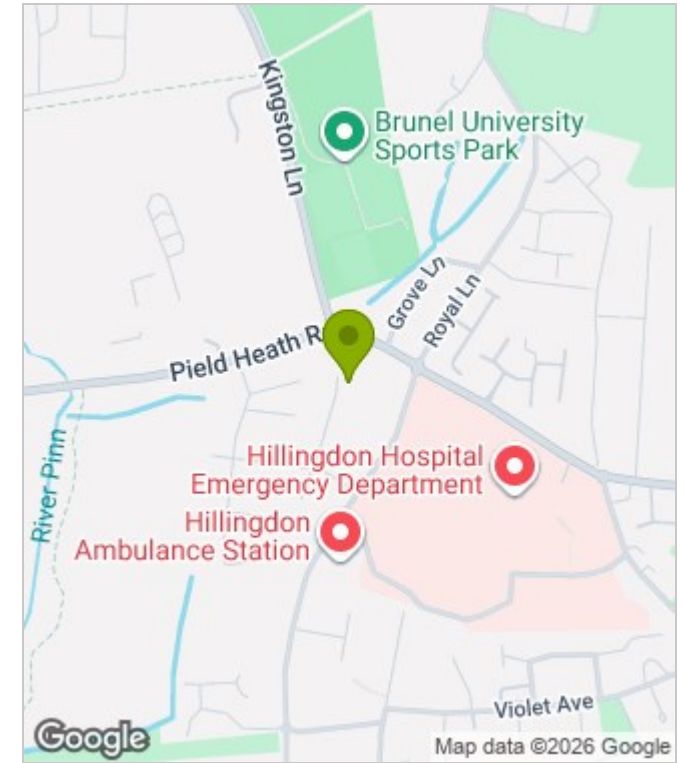 Kingston Ln
Brunel University
Sports Park
Grove Ln
Royal Ln
Pield Heath R
Hillingdon Hospital
Emergency Department
River Pinn
Hillingdon
Ambulance Station
Violet Ave
Google
Map data ©2026 Google